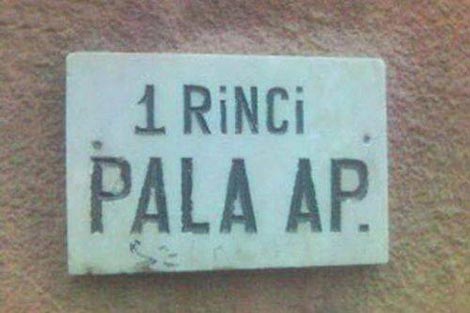 1 RiNCi
PALA AP.